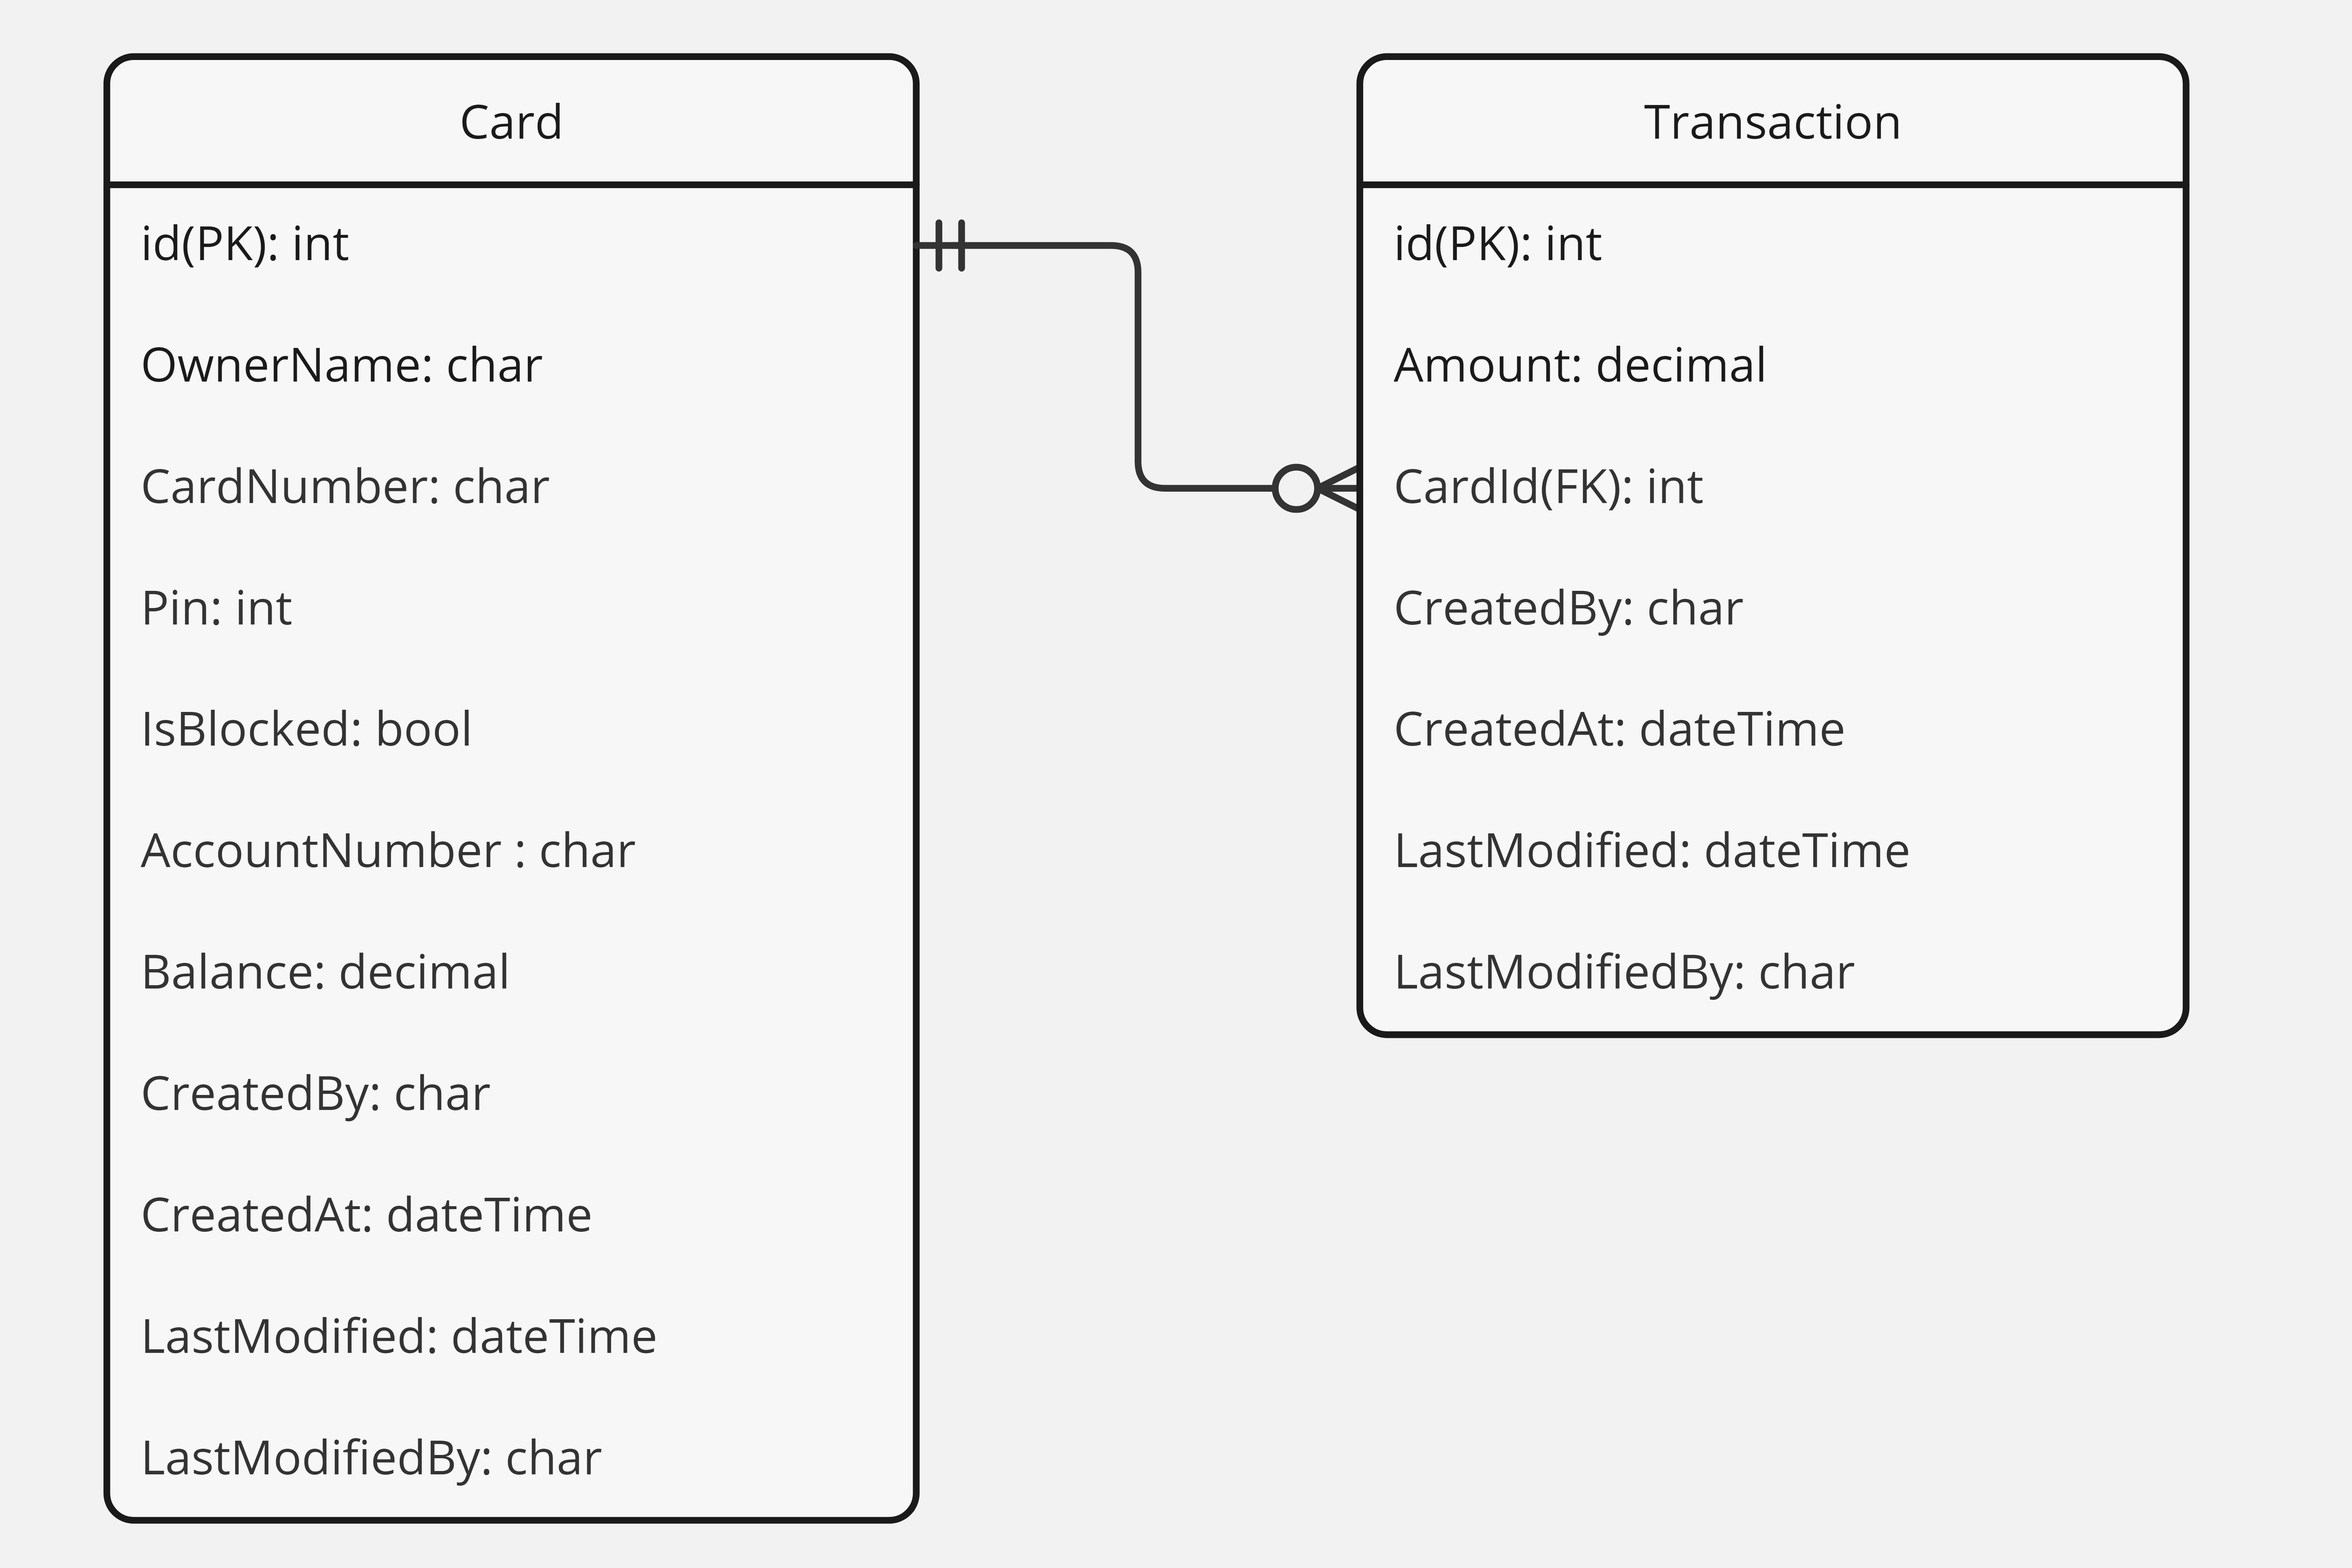 Card
id(PK): int
OwnerName: char
CardNumber: char
Pin: int
IsBlocked: bool
AccountNumber : char
Balance: decimal
CreatedBy: char
CreatedAt: dateTime
LastModified: dateTime
LastModifiedBy: char
Transaction
id(PK): int
Amount: decimal
CardId(FK): int
CreatedBy: char
CreatedAt: dateTime
LastModified: dateTime
LastModifiedBy: char